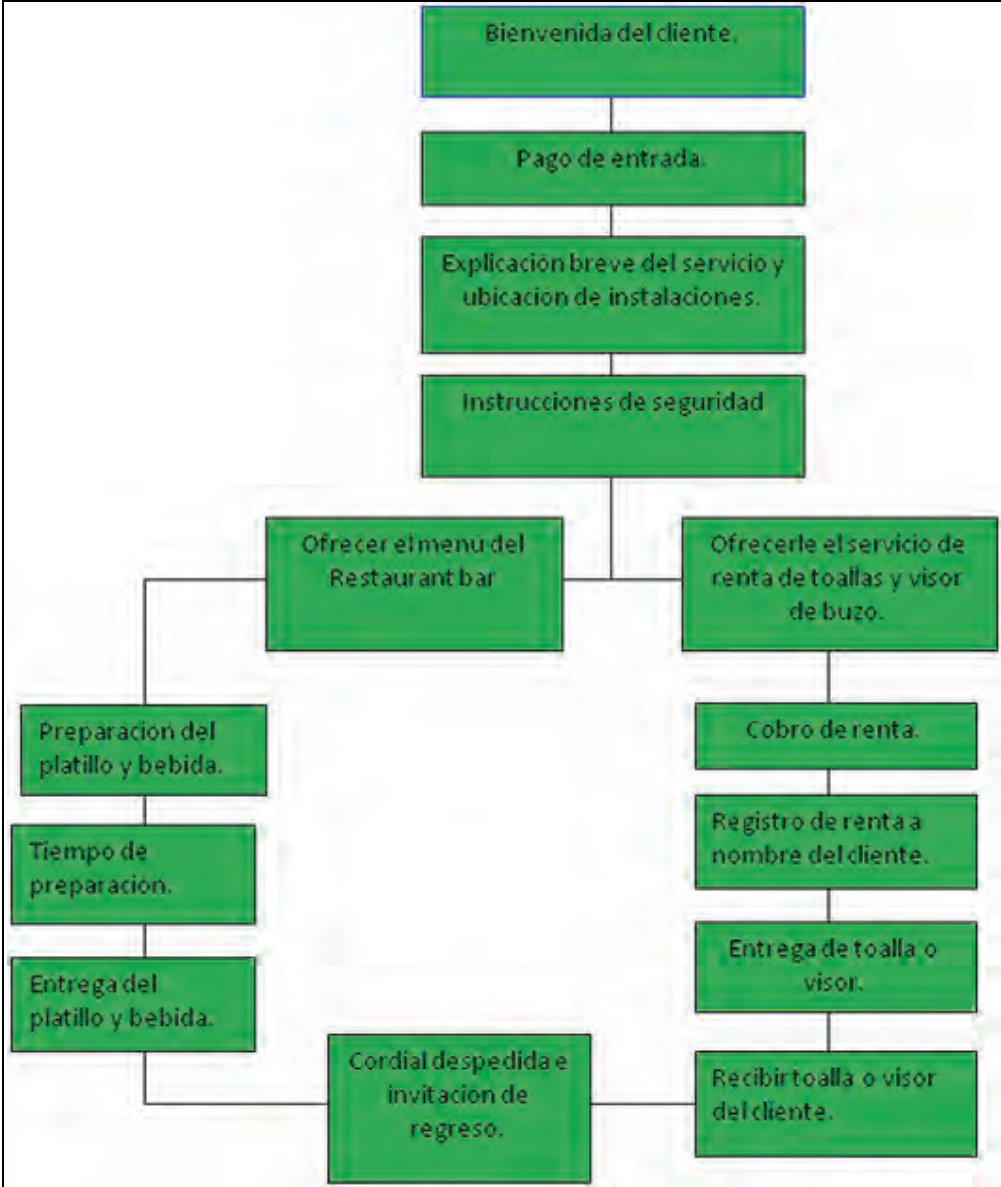 Bienvenida del cliente.
Pago de entrada.
Explicación breve del servicio y
ubicación de instalaciones.
Instrucciones de seguridad
Ofrecer el menú del
Restaurant bar
Ofrecerle el servicio de
renta de toallas y visor
de buzo.
Preparación del
platillo y bebida.
Tiempo de
preparación.
Entrega del
platillo y bebida.
Cobro de renta.
Registro de renta a
nombre del cliente.
Entrega de toalla o
visor.
Recibir toalla o visor
del cliente.
Cordial despedida e
invitación de
regreso.